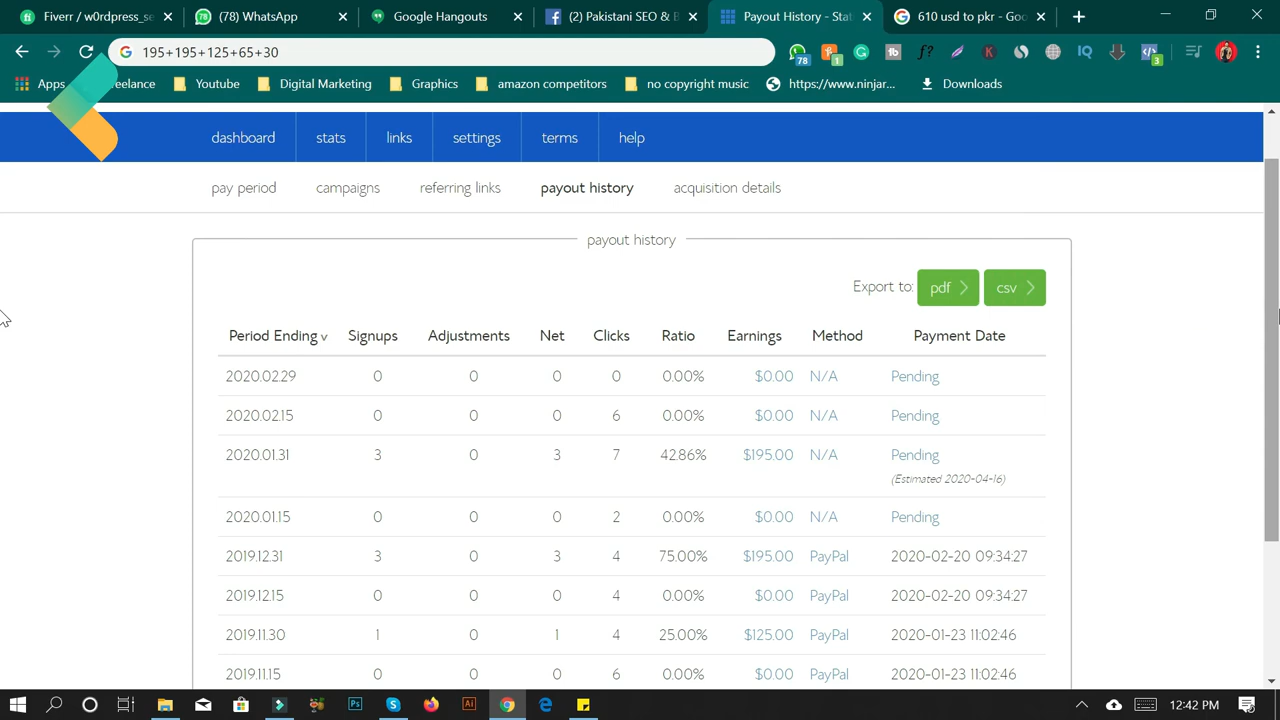 Fiverr / w0rdpress_se
(78) WhatsApp
Google Hangouts
(2) Pakistani SEO & B
Payout History - Stat
610 usd to pkr - Goo
195+195+125+65+30
Apps
eelance
Youtube
Digital Marketing
Graphics
amazon competitors
no copyright music
https://www.ninjar...
Downloads
dashboard
stats
links
settings
terms
help
pay period
campaigns
referring links
payout history
acquisition details
payout history
Export to: pdf csv
Period Ending Signups Adjustments Net Clicks Ratio Earnings Method Payment Date
2020.02.29 0 0 0 0 0.00% $0.00 N/A Pending
2020.02.15 0 0 0 6 0.00% $0.00 N/A Pending
2020.01.31 3 0 3 7 42.86% $195.00 N/A Pending
(Estimated 2020-04-16)
2020.01.15 0 0 0 2 0.00% $0.00 N/A Pending
2019.12.31 3 0 3 4 75.00% $195.00 PayPal 2020-02-20 09:34:27
2019.12.15 0 0 0 4 0.00% $0.00 PayPal 2020-02-20 09:34:27
2019.11.30 1 0 1 4 25.00% $125.00 PayPal 2020-01-23 11:02:46
2019.11.15 0 0 0 6 0.00% $0.00 PayPal 2020-01-23 11:02:46
12:42 PM